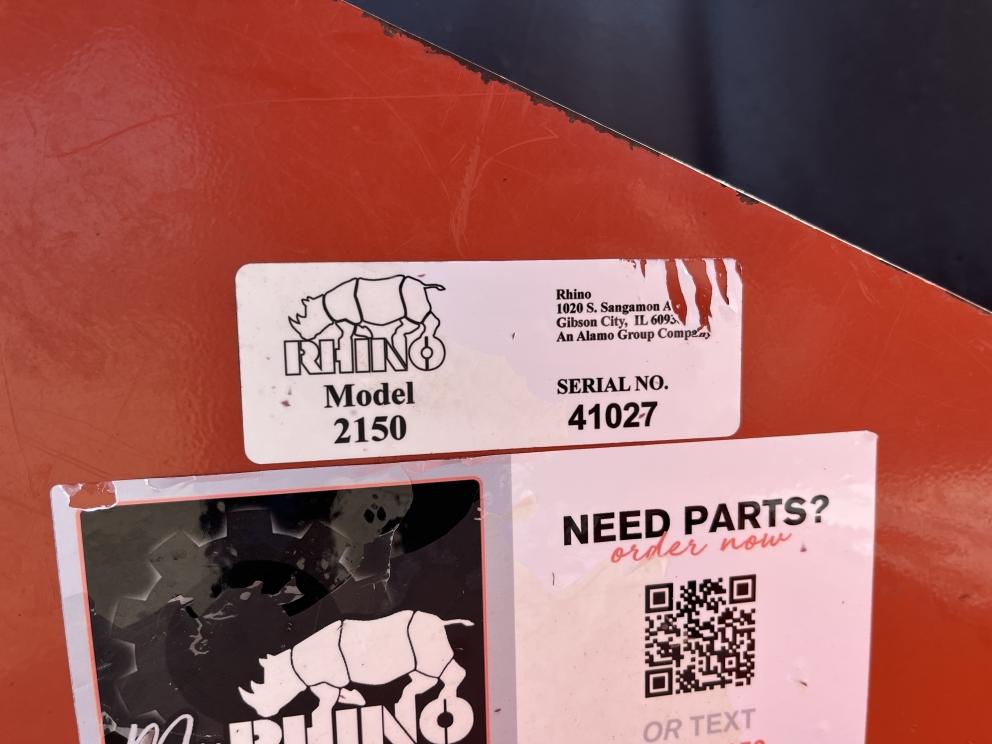 RHINO
Model
2150
Rhino
1020 S. Sangamon
Gibson City, IL
An Alamo Group Company
SERIAL NO.
41027
NEED PARTS?
order now
OR TEXT
RHINO